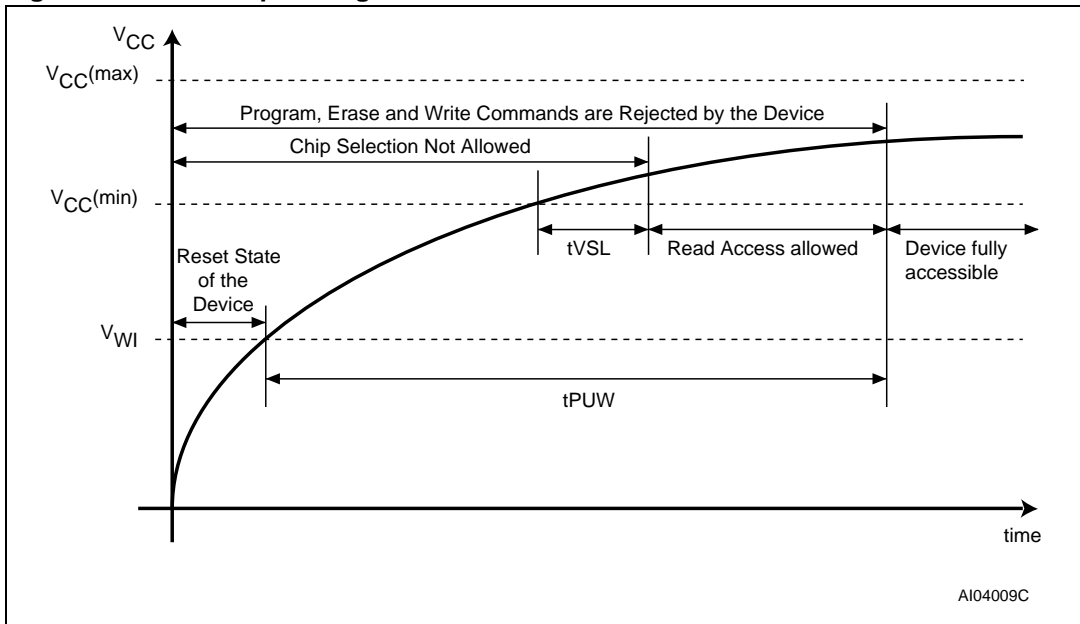 VCC
VCC(max)
Program, Erase and Write Commands are Rejected by the Device
Chip Selection Not Allowed
VCC(min)
tVSL
Read Access allowed
Device fully
accessible
Reset State
of the
Device
VWI
tPUW
time
AI04009C